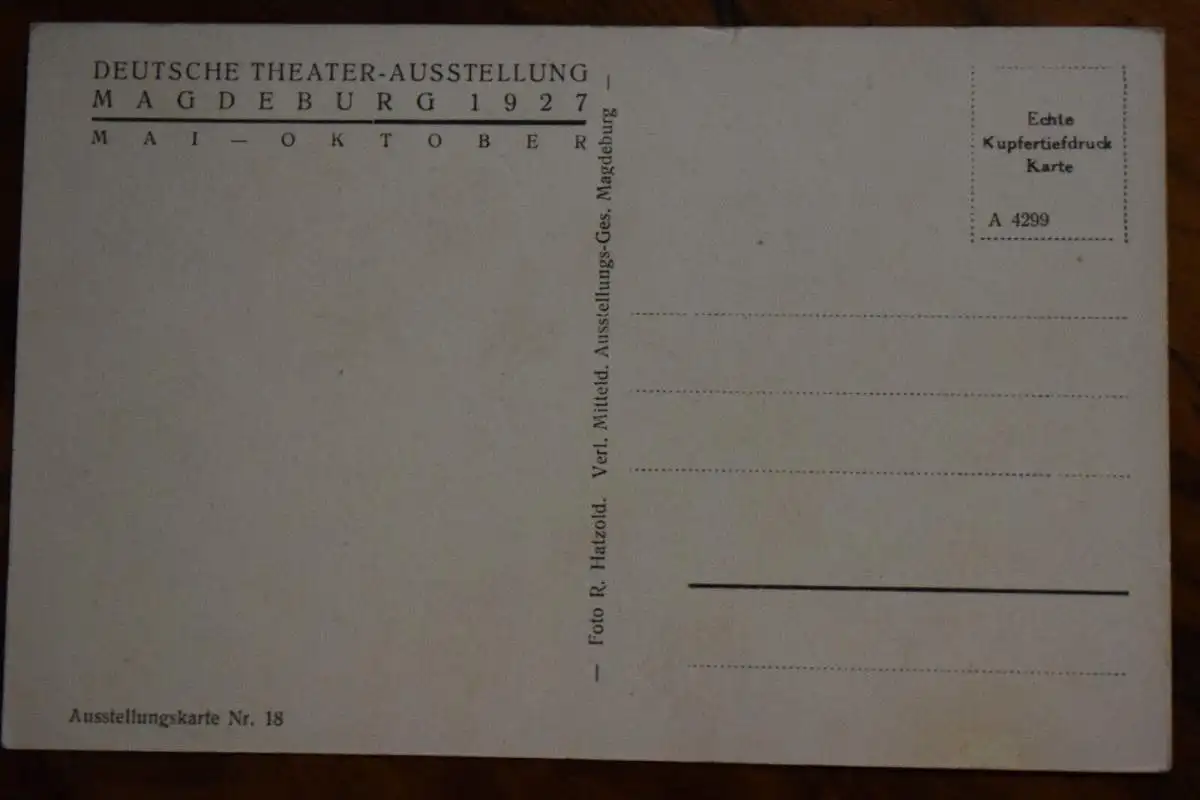 DEUTSCHE THEATER-AUSSTELLUNG
MAGDEBURG 1927
MAI — OKTOBER
— Foto R. Hatzold. Verl. Mitteld. Ausstellungs-Ges. Magdeburg —
Echte
Kupfertiefdruck
Karte
A 4299
Ausstellungskarte Nr. 18